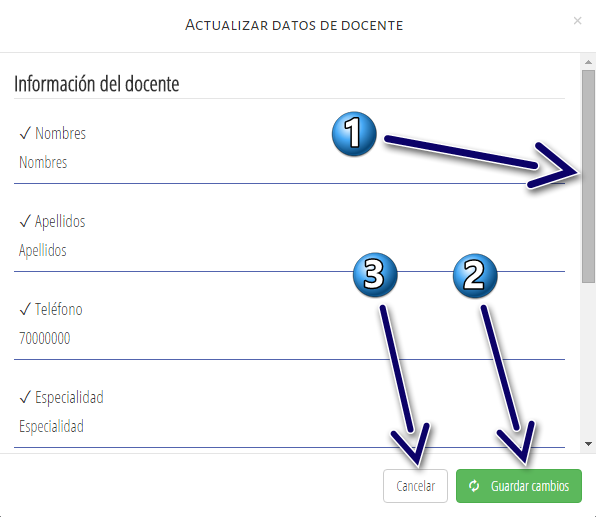 Actualizar datos de docente
×
Información del docente
✓ Nombres
Nombres
1
✓ Apellidos
Apellidos
3
2
✓ Teléfono
70000000
✓ Especialidad
Especialidad
Cancelar
Guardar cambios